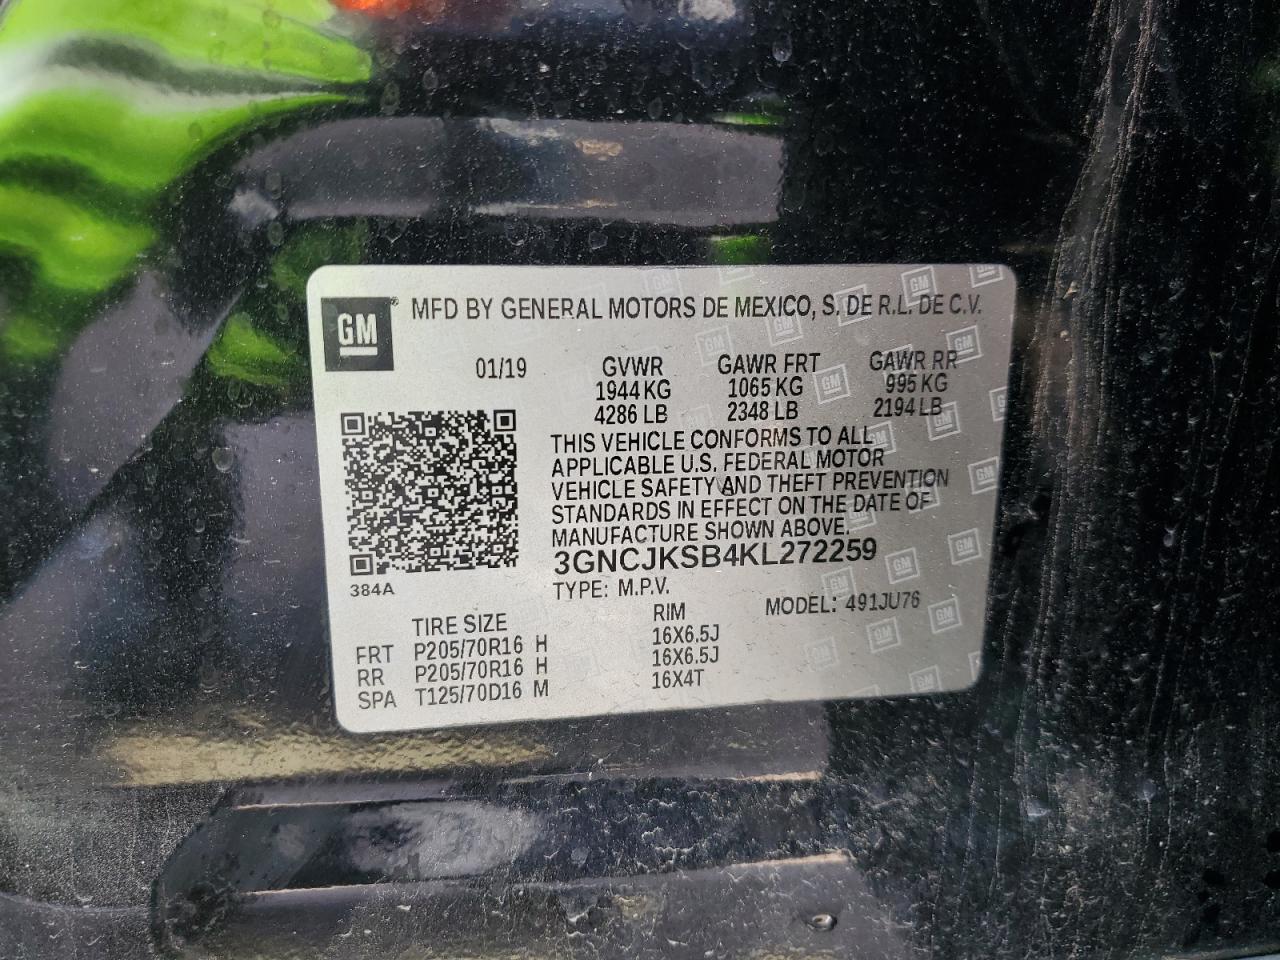 GM ® MFD BY GENERAL MOTORS DE MEXICO, S. DE R.L. DE C.V.
01/19 GVWR GAWR FRT GAWR RR
1944 KG 1065 KG 995 KG
4286 LB 2348 LB 2194 LB
THIS VEHICLE CONFORMS TO ALL
APPLICABLE U.S. FEDERAL MOTOR
VEHICLE SAFETY AND THEFT PREVENTION
STANDARDS IN EFFECT ON THE DATE OF
MANUFACTURE SHOWN ABOVE.
3GNCJKSB4KL272259
384A
TYPE: M.P.V. MODEL: 491JU76
TIRE SIZE RIM
FRT P205/70R16 H 16X6.5J
RR P205/70R16 H 16X6.5J
SPA T125/70D16 M 16X4T